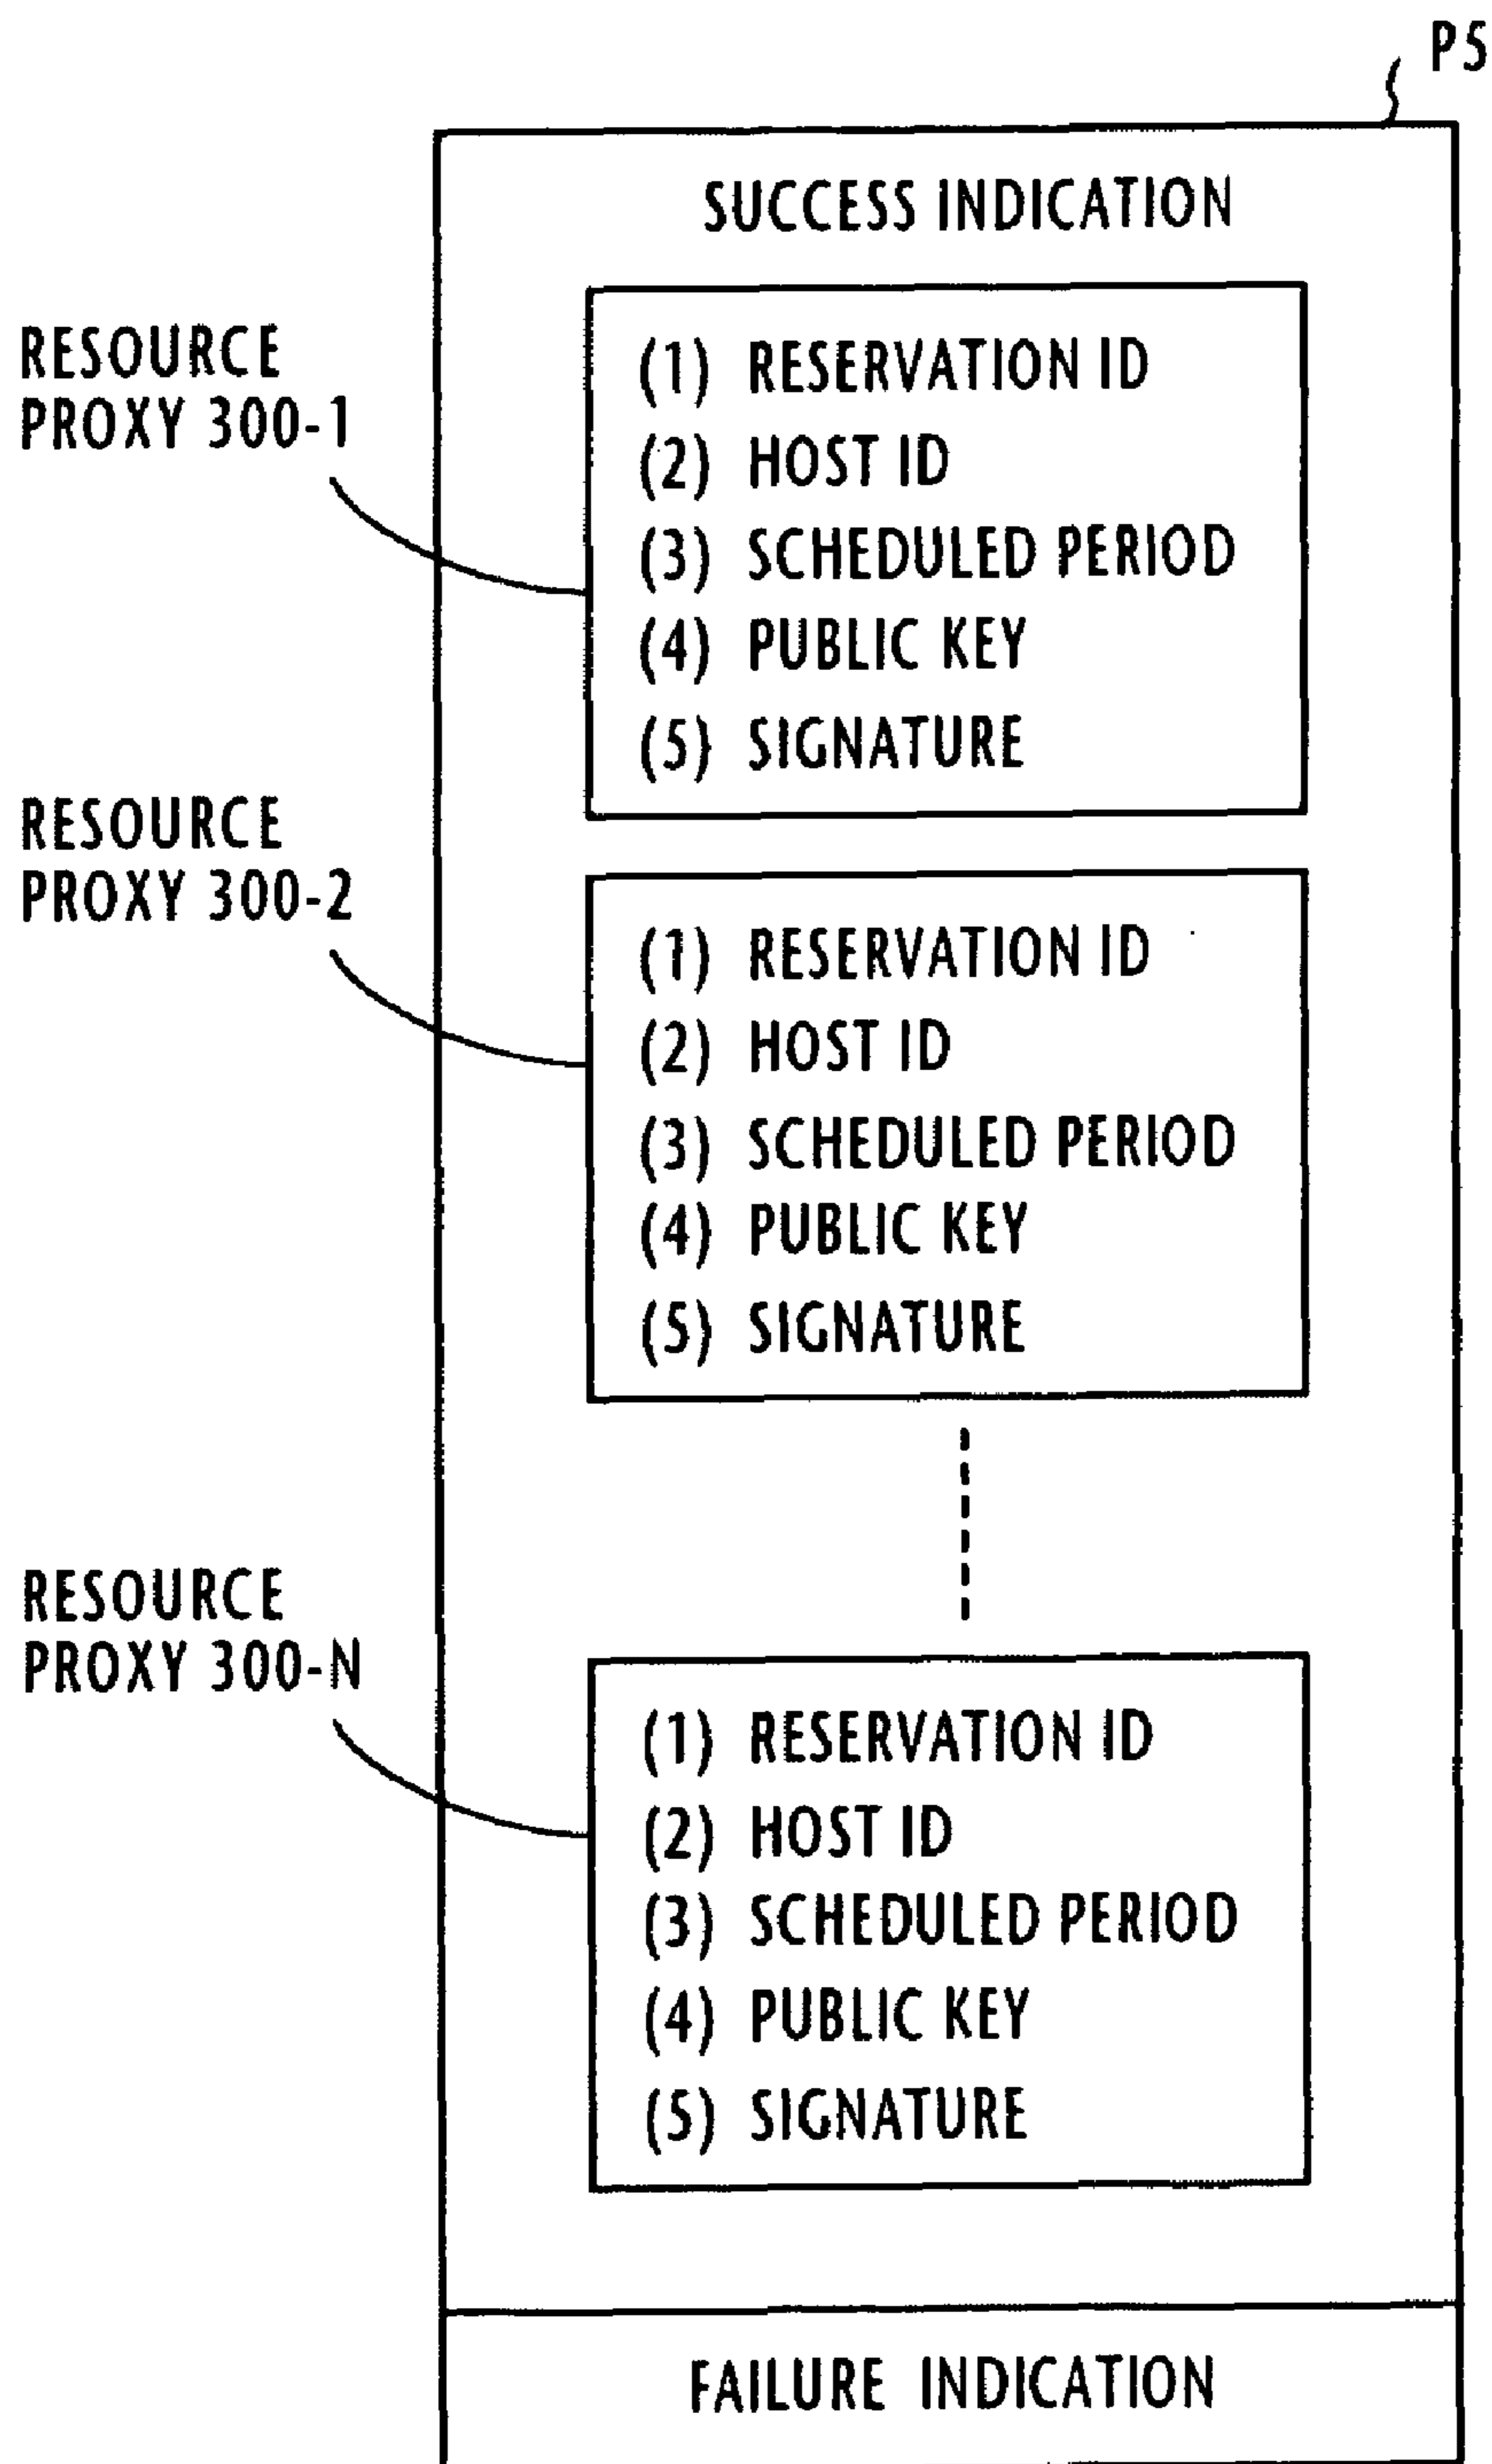 P5
SUCCESS INDICATION
RESOURCE
PROXY 300-1
(1) RESERVATION ID
(2) HOST ID
(3) SCHEDULED PERIOD
(4) PUBLIC KEY
(5) SIGNATURE
RESOURCE
PROXY 300-2
(1) RESERVATION ID
(2) HOST ID
(3) SCHEDULED PERIOD
(4) PUBLIC KEY
(5) SIGNATURE
RESOURCE
PROXY 300-N
(1) RESERVATION ID
(2) HOST ID
(3) SCHEDULED PERIOD
(4) PUBLIC KEY
(5) SIGNATURE
FAILURE INDICATION